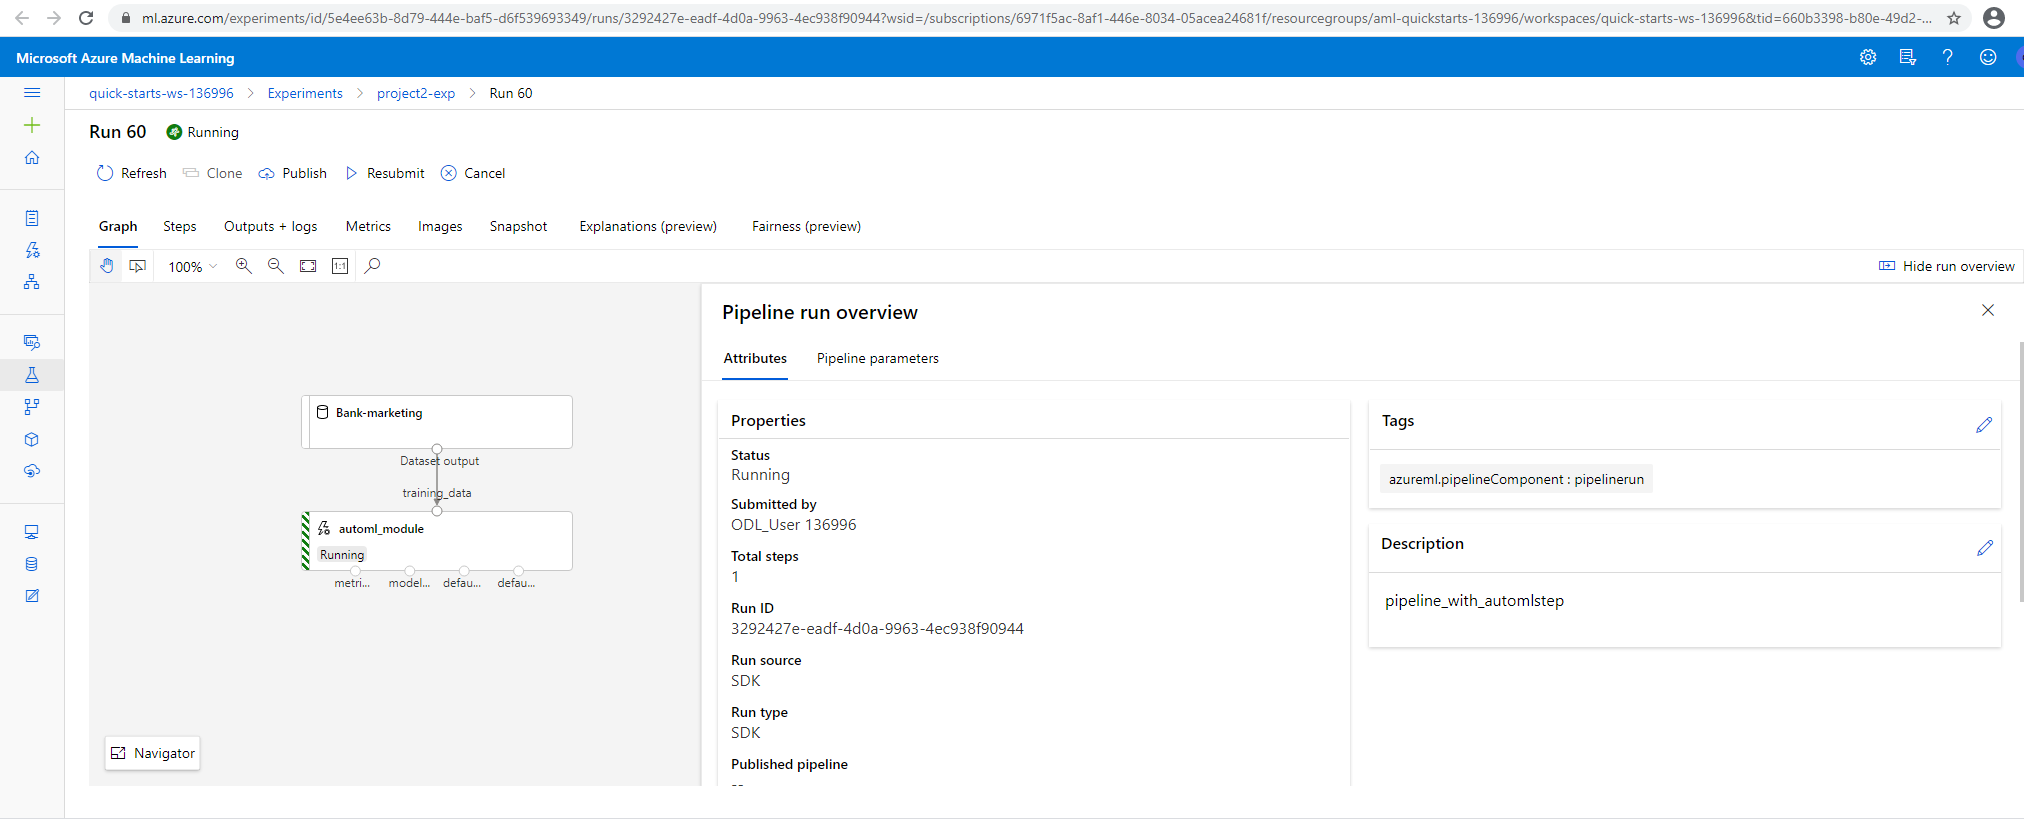 ml.azure.com/experiments/id/5e4ee63b-8d79-444e-baf5-d6f539693349/runs/3292427e-eadf-4d0a-9963-4ec938f90944?wsid=/subscriptions/6971f5ac-8af1-446e-8034-05acea24681f/resourcegroups/aml-quickstarts-136996/workspaces/quick-starts-ws-136996&tid=660b3398-b80e-49d2-...
Microsoft Azure Machine Learning
quick-starts-ws-136996 > Experiments > project2-exp > Run 60
Run 60 Running
Refresh Clone Publish Resubmit Cancel
Graph Steps Outputs + logs Metrics Images Snapshot Explanations (preview) Fairness (preview)
100% 1:1 Hide run overview
Bank-marketing
Dataset output
training_data
automl_module
Running
metri... model... defau... defau...
Navigator
Pipeline run overview
Attributes Pipeline parameters
Properties
Status
Running
Submitted by
ODL_User 136996
Total steps
1
Run ID
3292427e-eadf-4d0a-9963-4ec938f90944
Run source
SDK
Run type
SDK
Published pipeline
--
Tags
azureml.pipelineComponent : pipelinerun
Description
pipeline_with_automlstep